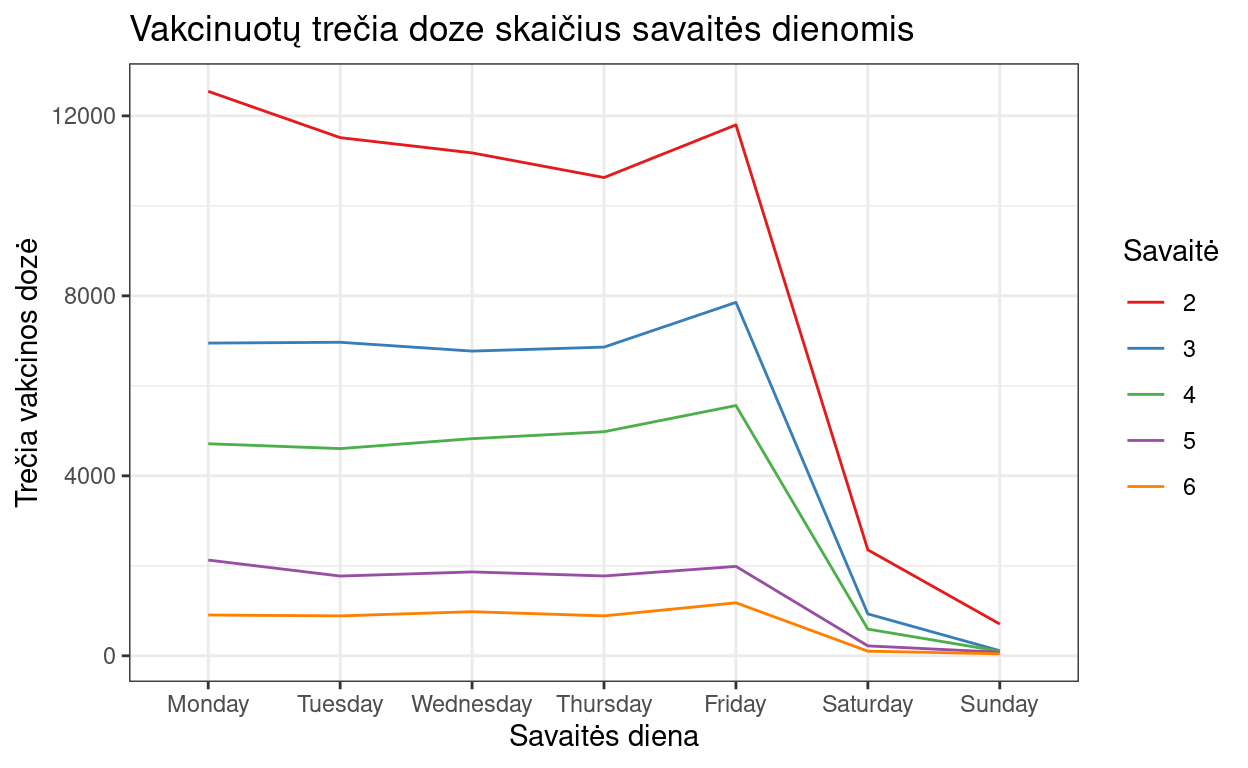 Vakcinuotų trečia doze skaičius savaitės dienomis
Trečia vakcinos dozė
12000
8000
4000
0
Monday Tuesday Wednesday Thursday Friday Saturday Sunday
Savaitės diena
Savaitė
2
3
4
5
6